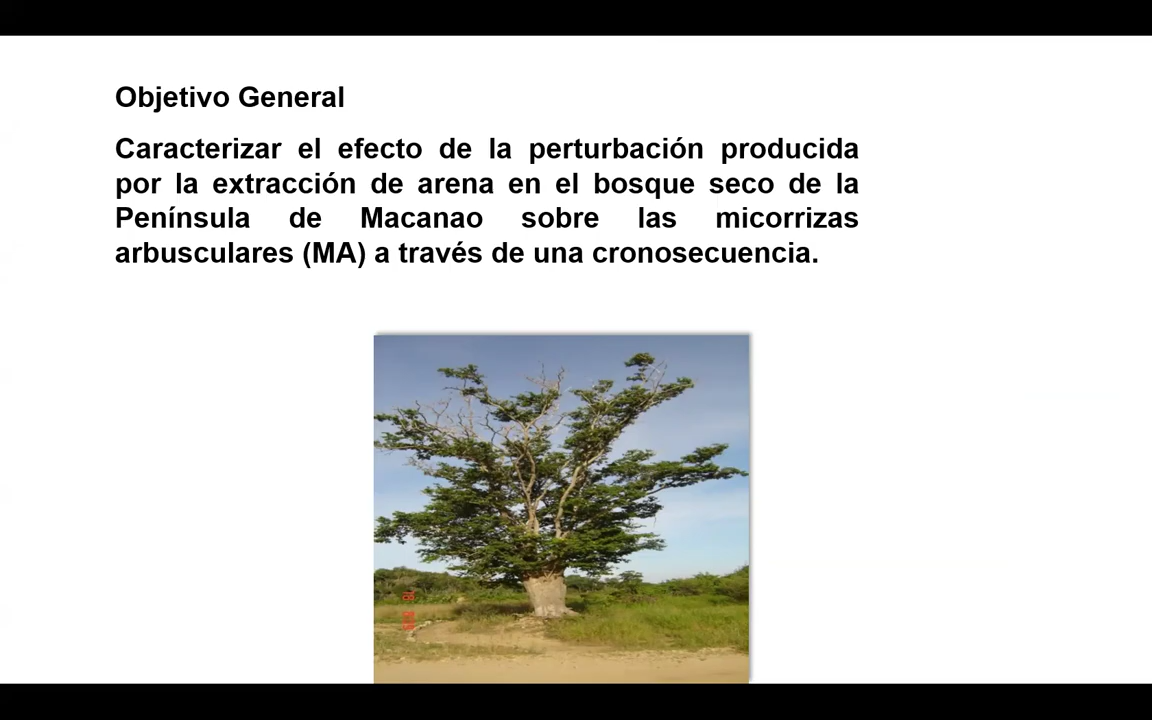 Objetivo General
Caracterizar el efecto de la perturbación producida
por la extracción de arena en el bosque seco de la
Península de Macanao sobre las micorrizas
arbusculares (MA) a través de una cronosecuencia.